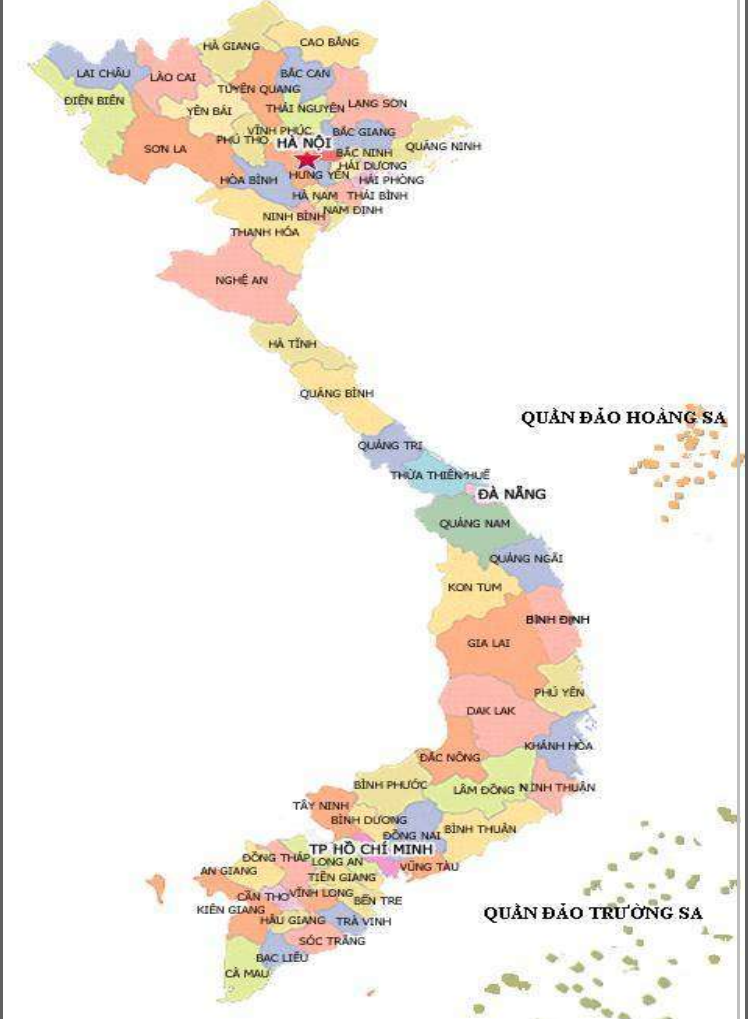 HÀ GIANG
CAO BẰNG
LAI CHÂU
LÀO CAI
BẮC CẠN
TUYÊN QUANG
ĐIỆN BIÊN
YÊN BÁI
THÁI NGUYÊN
LẠNG SƠN
VĨNH PHÚC
BẮC GIANG
PHÚ THỌ
HÀ NỘI
QUẢNG NINH
SƠN LA
BẮC NINH
HẢI DƯƠNG
HÒA BÌNH
HƯNG YÊN
HẢI PHÒNG
HÀ NAM
THÁI BÌNH
NINH BÌNH
NAM ĐỊNH
THANH HÓA
NGHỆ AN
HÀ TĨNH
QUẢNG BÌNH
QUẦN ĐẢO HOÀNG SA
QUẢNG TRỊ
THỪA THIÊN HUẾ
ĐÀ NẴNG
QUẢNG NAM
QUẢNG NGÃI
KON TUM
BÌNH ĐỊNH
GIA LAI
PHÚ YÊN
DAK LAK
KHÁNH HÒA
ĐẮC NÔNG
BÌNH PHƯỚC
LÂM ĐỒNG
NINH THUẬN
TÂY NINH
BÌNH DƯƠNG
BÌNH THUẬN
ĐỒNG NAI
TP HỒ CHÍ MINH
ĐỒNG THÁP
LONG AN
VŨNG TÀU
AN GIANG
TIỀN GIANG
CẦN THƠ
VĨNH LONG
BẾN TRE
KIÊN GIANG
HẬU GIANG
TRÀ VINH
QUẦN ĐẢO TRƯỜNG SA
SÓC TRĂNG
BẠC LIÊU
CÀ MAU